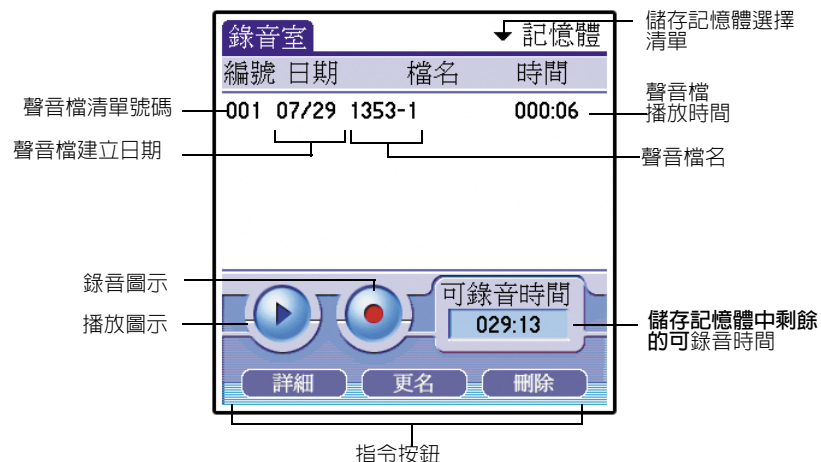 錄音室 記憶體
儲存記憶體選擇
清單
編號 日期 檔名 時間
聲音檔清單號碼
001 07/29 1353-1 000:06
聲音檔
播放時間
聲音檔建立日期
聲音檔名
錄音圖示
播放圖示
可錄音時間
029:13
儲存記憶體中剩餘
的可錄音時間
詳細 更名 刪除
指令按鈕